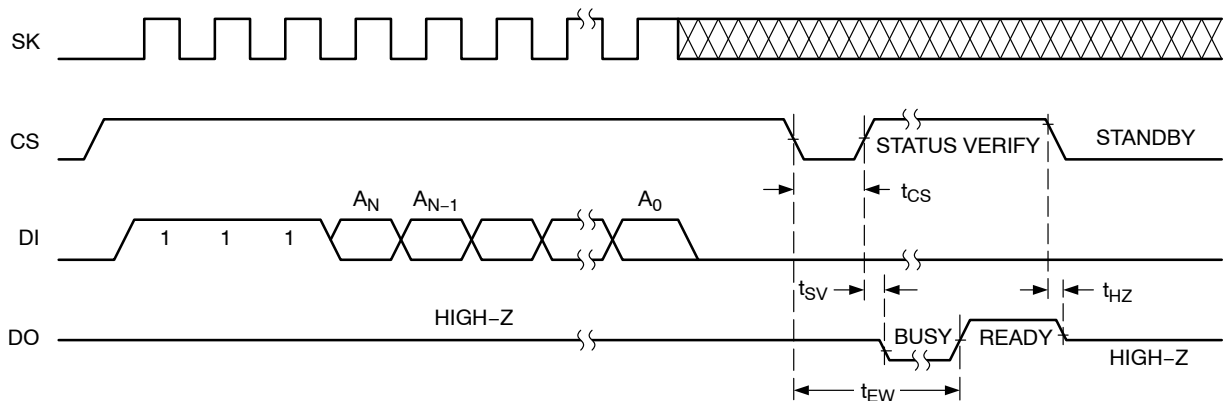 SK
CS
STATUS VERIFY
STANDBY
tCS
AN
AN−1
A0
DI
1 1 1
tSV
tHZ
DO
HIGH−Z
BUSY
READY
HIGH−Z
tEW